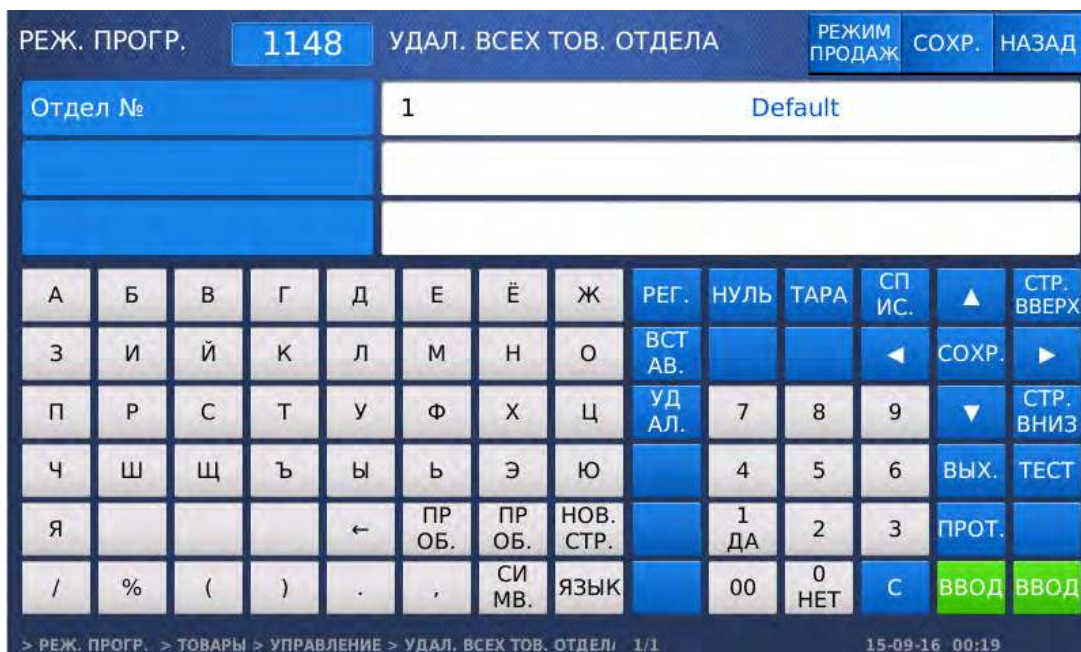 РЕЖ. ПРОГР. 1148 УДАЛ. ВСЕХ ТОВ. ОТДЕЛА РЕЖИМ ПРОДАЖ СОХР. НАЗАД
Отдел № 1 Default
А Б В Г Д Е Ё Ж РЕГ. НУЛЬ ТАРА СП ИС. ▲ СТР. ВВЕРХ
З И Й К Л М Н О ВСТ АВ. ◀ СОХР. ▶
П Р С Т У Ф Х Ц УД АЛ. 7 8 9 ▼ СТР. ВНИЗ
Ч Ш Щ Ъ Ы Ь Э Ю 4 5 6 ВЫХ. ТЕСТ
Я ← ПР ОБ. ПР ОБ. НОВ. СТР. 1 ДА 2 3 ПРОТ.
/ % ( ) . , СИ МВ. ЯЗЫК 00 0 НЕТ С ВВОД ВВОД
> РЕЖ. ПРОГР. > ТОВАРЫ > УПРАВЛЕНИЕ > УДАЛ. ВСЕХ ТОВ. ОТДЕЛ/ 1/1 15-09-16 00:19